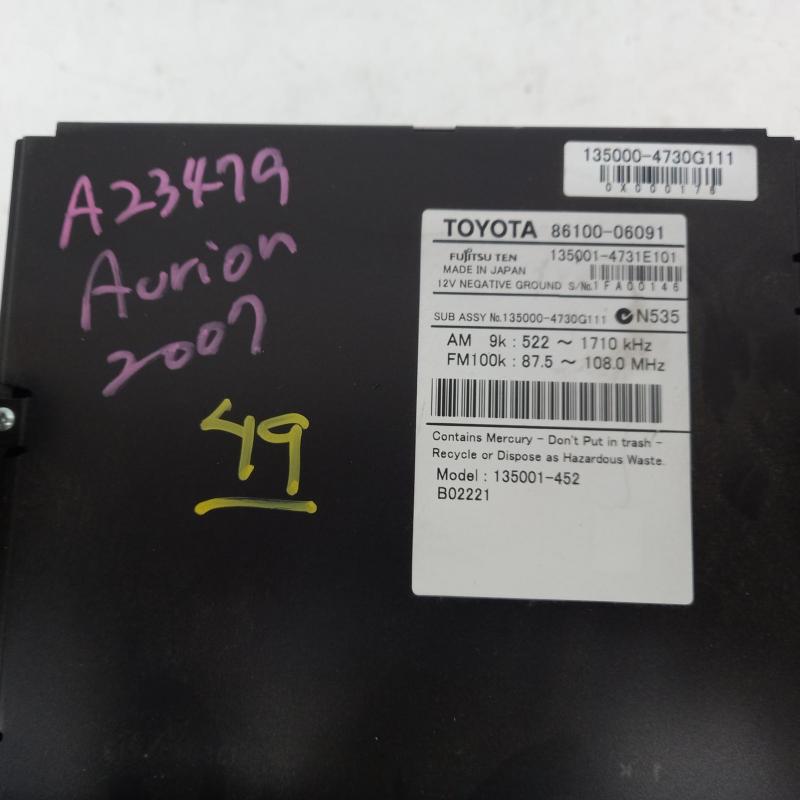 A23479
Aurion
2007
49
135000-4730G111
0X000176
TOYOTA 86100-06091
FUJITSU TEN 135001-4731E101
MADE IN JAPAN
12V NEGATIVE GROUND S/No.1FA00146
SUB ASSY No.135000-4730G111 N535
AM 9k : 522 ～ 1710 kHz
FM100k : 87.5 ～ 108.0 MHz
Contains Mercury - Don't Put in trash -
Recycle or Dispose as Hazardous Waste.
Model : 135001-452
B02221